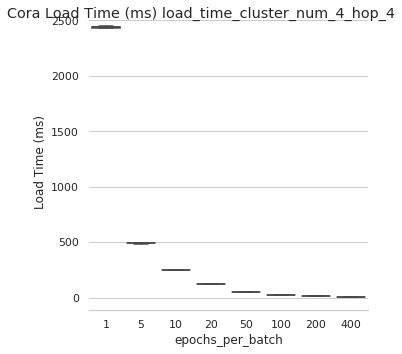 Cora Load Time (ms) load_time_cluster_num_4_hop_4
2500
2000
1500
1000
500
0
Load Time (ms)
1 5 10 20 50 100 200 400
epochs_per_batch